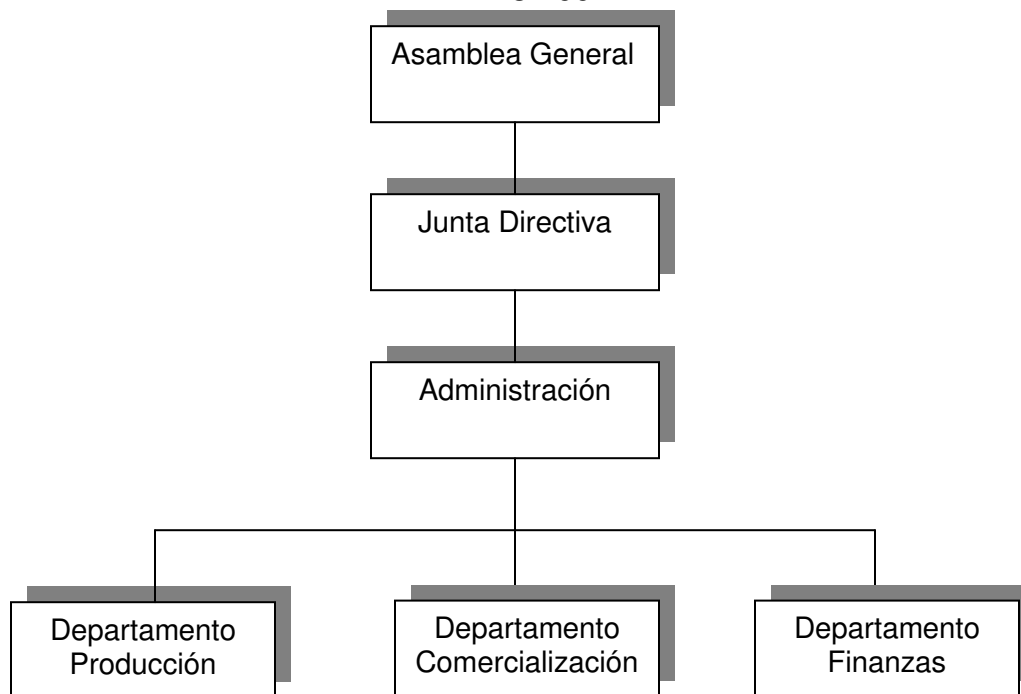 Asamblea General
Junta Directiva
Administración
Departamento
Producción
Departamento
Comercialización
Departamento
Finanzas